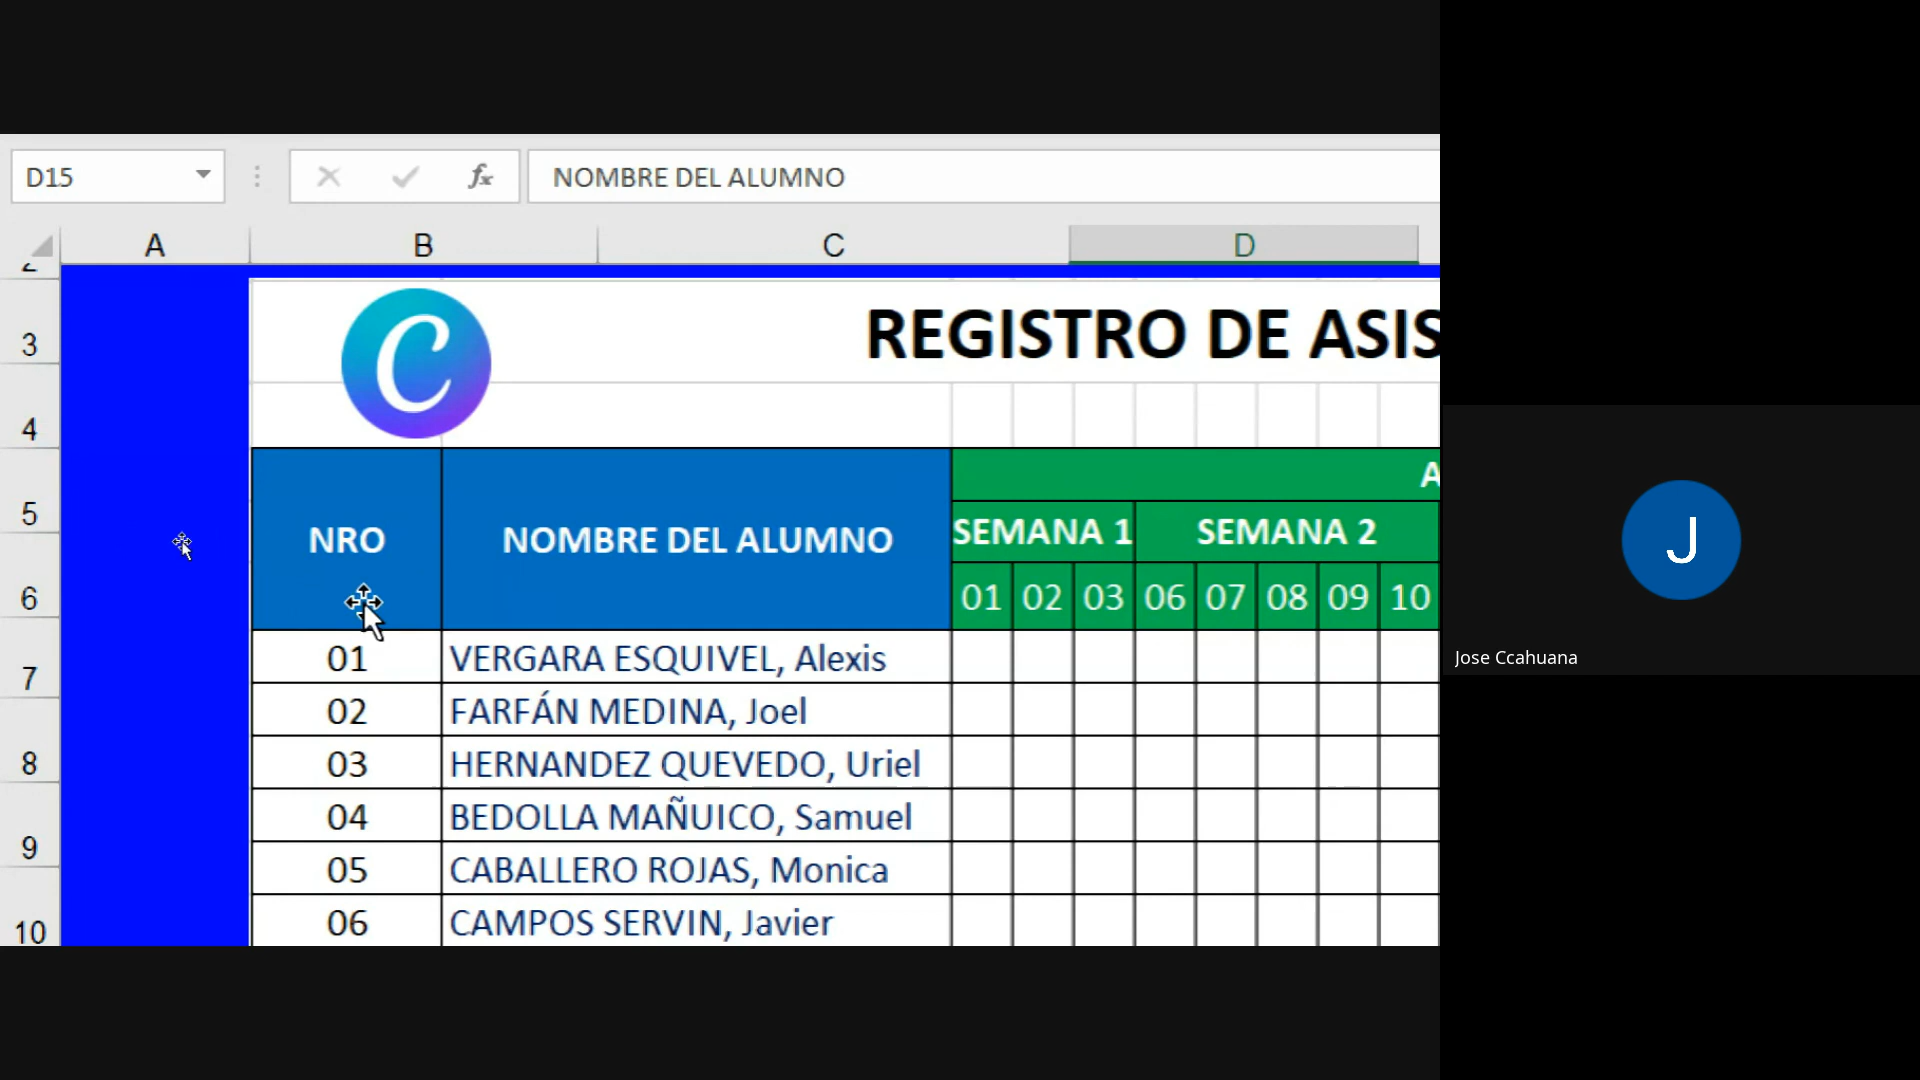 D15 fx NOMBRE DEL ALUMNO
A B C D
2
3 REGISTRO DE ASIS
4
5
6
7
8
9
10
C
A
NRO NOMBRE DEL ALUMNO SEMANA 1 SEMANA 2
01 02 03 06 07 08 09 10
01 VERGARA ESQUIVEL, Alexis
02 FARFÁN MEDINA, Joel
03 HERNANDEZ QUEVEDO, Uriel
04 BEDOLLA MAÑUICO, Samuel
05 CABALLERO ROJAS, Monica
06 CAMPOS SERVIN, Javier
J
Jose Ccahuana